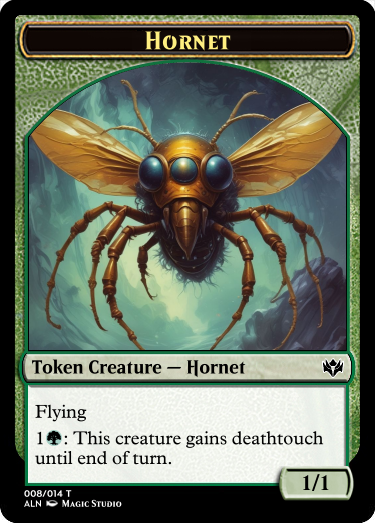 Hornet
Token Creature — Hornet
Flying
1: This creature gains deathtouch
until end of turn.
1/1
008/014 T
ALN Magic Studio